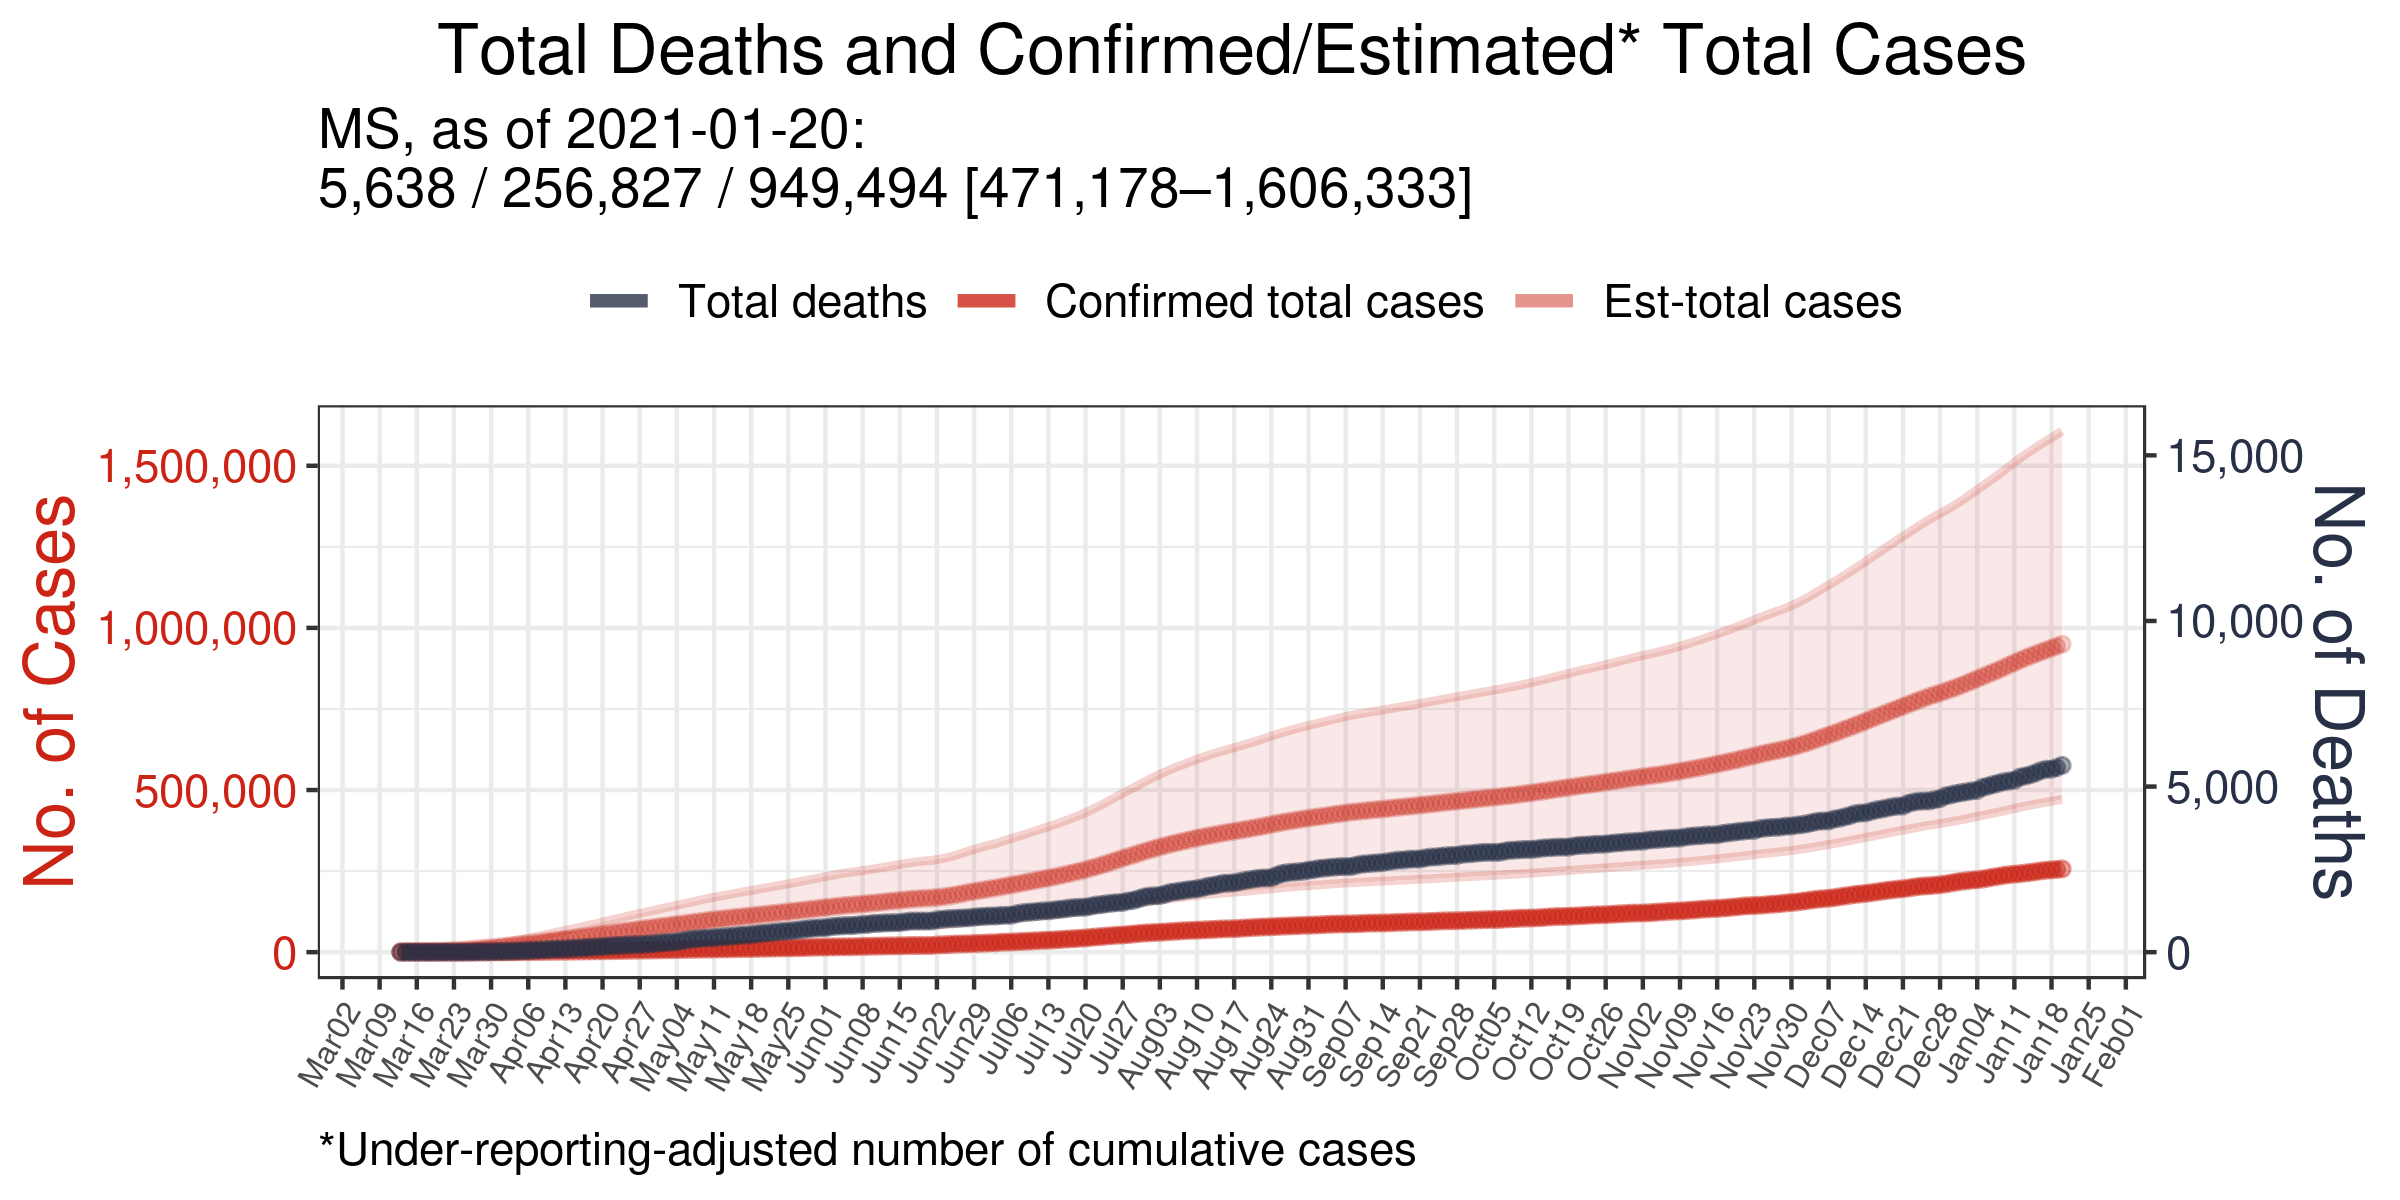 Total Deaths and Confirmed/Estimated* Total Cases
MS, as of 2021-01-20:
5,638 / 256,827 / 949,494 [471,178–1,606,333]
Total deaths
Confirmed total cases
Est-total cases
No. of Cases
1,500,000
1,000,000
500,000
0
15,000
10,000
5,000
0
No. of Deaths
Mar02
Mar09
Mar16
Mar23
Mar30
Apr06
Apr13
Apr20
Apr27
May04
May11
May18
May25
Jun01
Jun08
Jun15
Jun22
Jun29
Jul06
Jul13
Jul20
Jul27
Aug03
Aug10
Aug17
Aug24
Aug31
Sep07
Sep14
Sep21
Sep28
Oct05
Oct12
Oct19
Oct26
Nov02
Nov09
Nov16
Nov23
Nov30
Dec07
Dec14
Dec21
Dec28
Jan04
Jan11
Jan18
Jan25
Feb01
*Under-reporting-adjusted number of cumulative cases